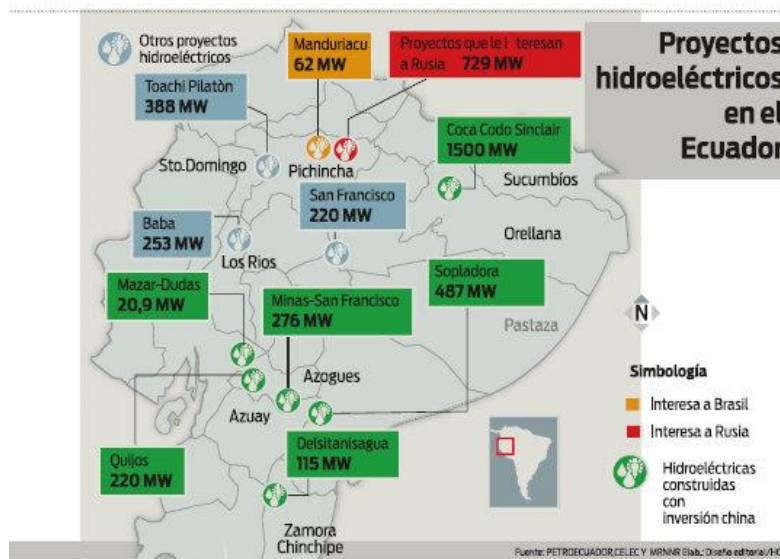 Proyectos
hidroeléctricos
en el
Ecuador
Otros proyectos
hidroeléctricos
Manduriacu
62 MW
Proyectos que le i teresan
a Rusia 729 MW
Toachi Pilatòn
388 MW
Coca Codo Sinclair
1500 MW
Sto.Domingo
Pichincha
Sucumbíos
San Francisco
220 MW
Baba
253 MW
Orellana
Los Rios
Mazar-Dudas
20,9 MW
Minas-San Francisco
276 MW
Sopladora
487 MW
Pastaza
N
Azogues
Azuay
Quijos
220 MW
Delsitanisagua
115 MW
Zamora
Chinchipe
Simbología
Interesa a Brasil
Interesa a Rusia
Hidroeléctricas
construidas
con
inversión china
Fuente: PETROECUADOR,CELEC Y MRNNR Elab.: Diseño editorial